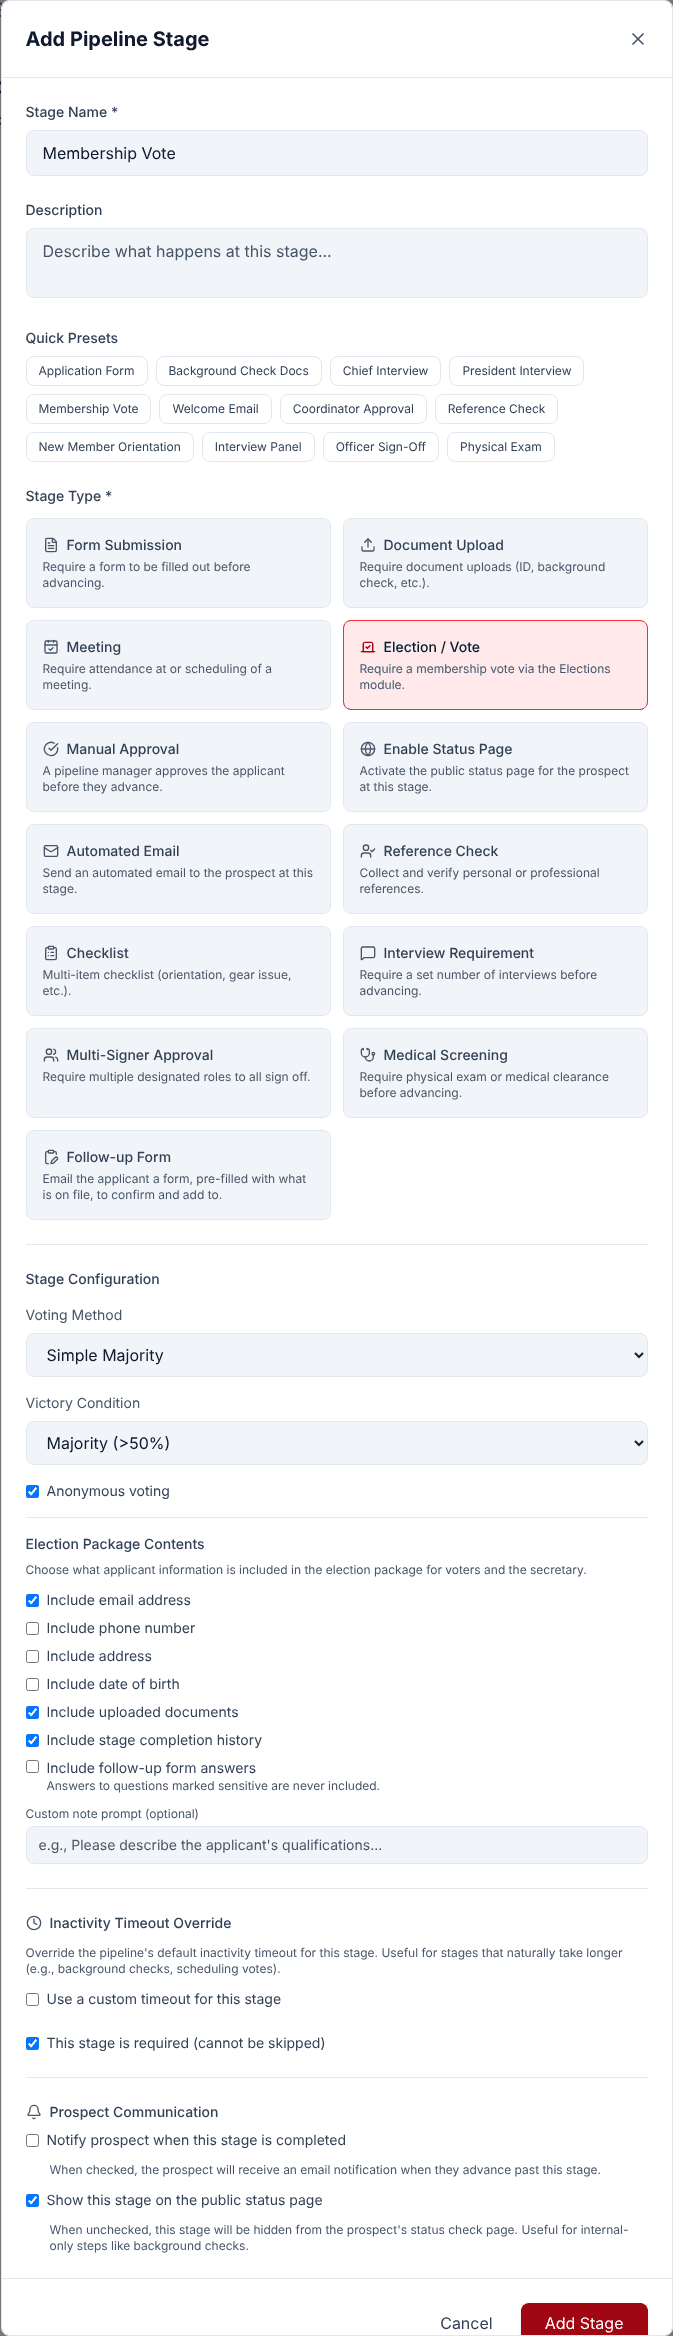 Add Pipeline Stage
Stage Name *
Membership Vote
Description
Describe what happens at this stage...
Quick Presets
Application Form
Background Check Docs
Chief Interview
President Interview
Membership Vote
Welcome Email
Coordinator Approval
Reference Check
New Member Orientation
Interview Panel
Officer Sign-Off
Physical Exam
Stage Type *
Form Submission
Require a form to be filled out before
advancing.
Document Upload
Require document uploads (ID, background
check, etc.).
Meeting
Require attendance at or scheduling of a
meeting.
Election / Vote
Require a membership vote via the Elections
module.
Manual Approval
A pipeline manager approves the applicant
before they advance.
Enable Status Page
Activate the public status page for the prospect
at this stage.
Automated Email
Send an automated email to the prospect at this
stage.
Reference Check
Collect and verify personal or professional
references.
Checklist
Multi-item checklist (orientation, gear issue,
etc.).
Interview Requirement
Require a set number of interviews before
advancing.
Multi-Signer Approval
Require multiple designated roles to all sign off.
Medical Screening
Require physical exam or medical clearance
before advancing.
Follow-up Form
Email the applicant a form, pre-filled with what
is on file, to confirm and add to.
Stage Configuration
Voting Method
Simple Majority
Victory Condition
Majority (>50%)
Anonymous voting
Election Package Contents
Choose what applicant information is included in the election package for voters and the secretary.
Include email address
Include phone number
Include address
Include date of birth
Include uploaded documents
Include stage completion history
Include follow-up form answers
Answers to questions marked sensitive are never included.
Custom note prompt (optional)
e.g., Please describe the applicant's qualifications...
Inactivity Timeout Override
Override the pipeline's default inactivity timeout for this stage. Useful for stages that naturally take longer
(e.g., background checks, scheduling votes).
Use a custom timeout for this stage
This stage is required (cannot be skipped)
Prospect Communication
Notify prospect when this stage is completed
When checked, the prospect will receive an email notification when they advance past this stage.
Show this stage on the public status page
When unchecked, this stage will be hidden from the prospect's status check page. Useful for internal-
only steps like background checks.
Cancel
Add Stage